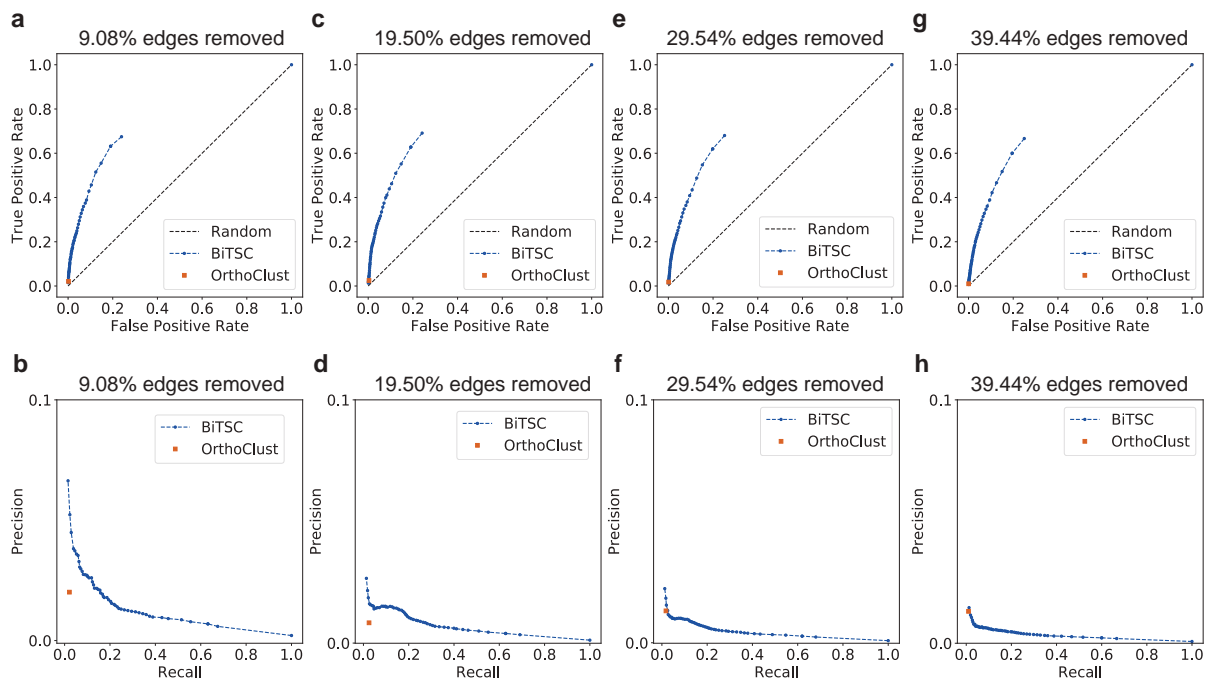 a
9.08% edges removed
True Positive Rate
1.0
0.8
0.6
0.4
0.2
0.0
Random
BiTSC
OrthoClust
0.0 0.2 0.4 0.6 0.8 1.0
False Positive Rate
c
19.50% edges removed
True Positive Rate
1.0
0.8
0.6
0.4
0.2
0.0
Random
BiTSC
OrthoClust
0.0 0.2 0.4 0.6 0.8 1.0
False Positive Rate
e
29.54% edges removed
True Positive Rate
1.0
0.8
0.6
0.4
0.2
0.0
Random
BiTSC
OrthoClust
0.0 0.2 0.4 0.6 0.8 1.0
False Positive Rate
g
39.44% edges removed
True Positive Rate
1.0
0.8
0.6
0.4
0.2
0.0
Random
BiTSC
OrthoClust
0.0 0.2 0.4 0.6 0.8 1.0
False Positive Rate
b
9.08% edges removed
Precision
0.1
0.0
BiTSC
OrthoClust
0.0 0.2 0.4 0.6 0.8 1.0
Recall
d
19.50% edges removed
Precision
0.1
0.0
BiTSC
OrthoClust
0.0 0.2 0.4 0.6 0.8 1.0
Recall
f
29.54% edges removed
Precision
0.1
0.0
BiTSC
OrthoClust
0.0 0.2 0.4 0.6 0.8 1.0
Recall
h
39.44% edges removed
Precision
0.1
0.0
BiTSC
OrthoClust
0.0 0.2 0.4 0.6 0.8 1.0
Recall